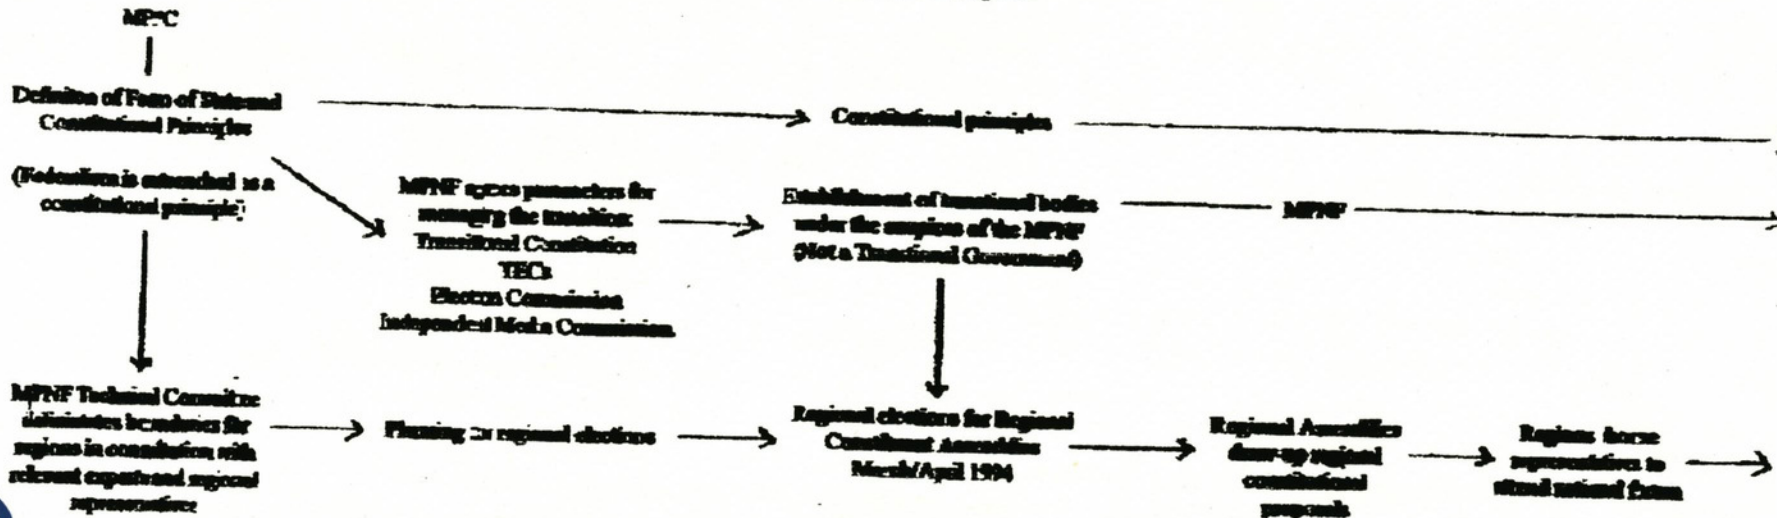 Definiton of Form of State and
Constitutional Principles
(Federalism is entrenched as a
constitutional principle)
MPNF Technical Committee
delimitates boundaries for
regions in consultation with
relevant experts and regional
representatives
MPNF agrees parameters for
managing the transition:
Transitional Constitution
TECs
Election Commission
Independent Media Commission
Planning for regional elections
Constitutional principles
Establishment of transitional bodies
under the auspices of the MPNF
(Not a Transitional Government)
Regional elections for Regional
Constituent Assemblies
March/April 1994
MPNF
Regional Assemblies
draw-up regional
constitutional
proposals
Regions
representatives to
attend national forum